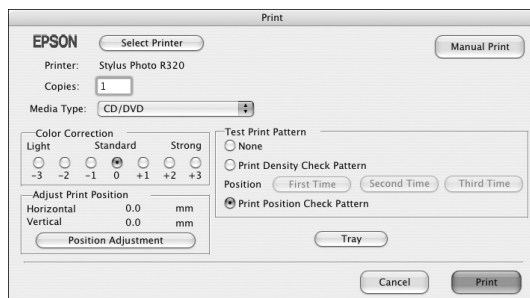 Print
EPSON Select Printer
Manual Print
Printer: Stylus Photo R320
Copies: 1
Media Type: CD/DVD
Color Correction
Light Standard Strong
-3 -2 -1 0 +1 +2 +3
Adjust Print Position
Horizontal 0.0 mm
Vertical 0.0 mm
Position Adjustment
Test Print Pattern
None
Print Density Check Pattern
Position First Time Second Time Third Time
Print Position Check Pattern
Tray
Cancel Print